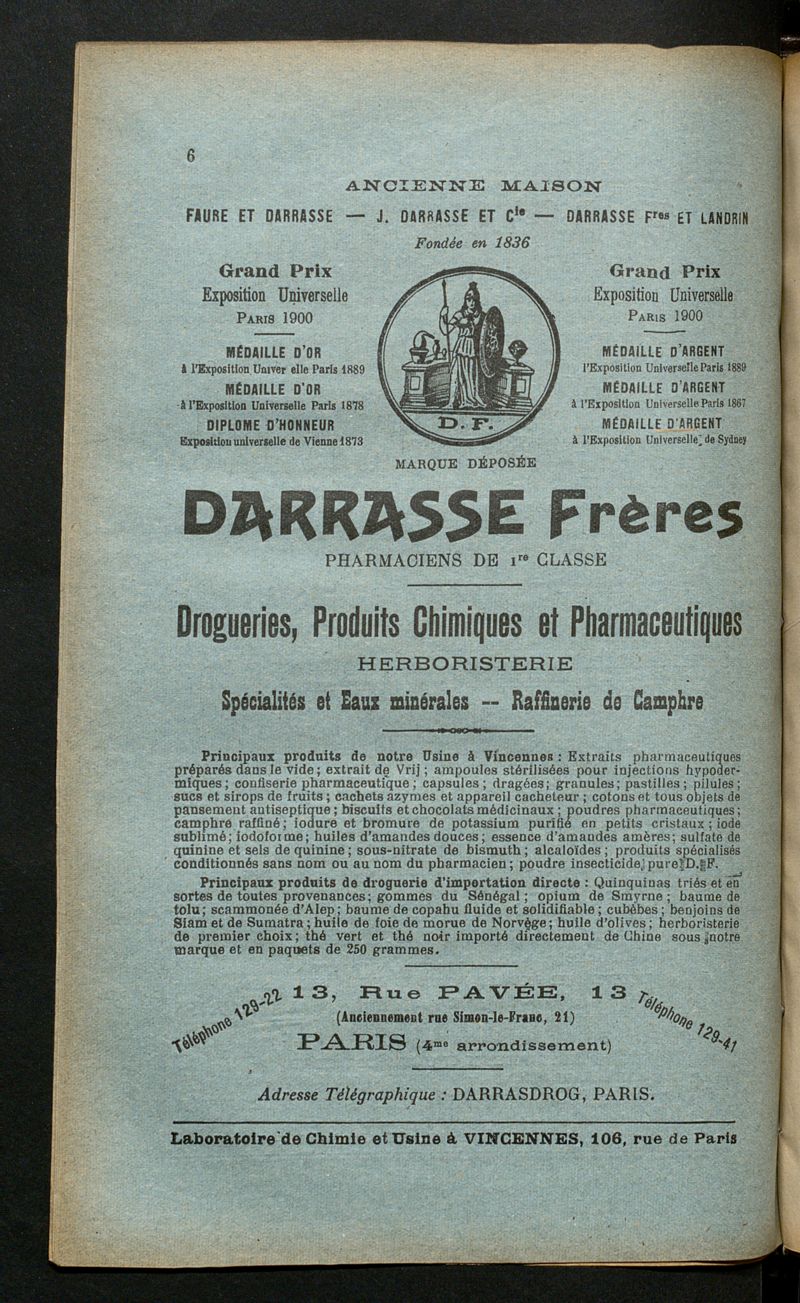 6
ANCIENNE MAISON
FAURE ET DARRASSE — J. DARRASSE ET Cie — DARRASSE Fres ET LANDRIN
Fondée en 1836
Grand Prix
Exposition Universelle
PARIS 1900
MÉDAILLE D'OR
à l'Exposition Univer elle Paris 1889
MÉDAILLE D'OR
à l'Exposition Universelle Paris 1878
DIPLOME D'HONNEUR
Exposition universelle de Vienne 1873
D. F.
MARQUE DÉPOSÉE
Grand Prix
Exposition Universelle
PARIS 1900
MÉDAILLE D'ARGENT
l'Exposition Universelle Paris 1889
MÉDAILLE D'ARGENT
à l'Exposition Universelle Paris 1867
MÉDAILLE D'ARGENT
à l'Exposition Universelle de Sydney
DARRASSE Frères
PHARMACIENS DE 1re CLASSE
Drogueries, Produits Chimiques et Pharmaceutiques
HERBORISTERIE
Spécialités et Eaux minérales — Raffinerie de Camphre
Principaux produits de notre Usine à Vincennes : Extraits pharmaceutiques
préparés dans le vide ; extrait de Vrij ; ampoules stérilisées pour injections hypoder-
miques ; confiserie pharmaceutique ; capsules ; dragées ; granules ; pastilles ; pilules ;
sucs et sirops de fruits ; cachets azymes et appareil cacheteur ; cotons et tous objets de
pansement antiseptique ; biscuits et chocolats médicinaux ; poudres pharmaceutiques ;
camphre raffiné ; iodure et bromure de potassium purifié en petits cristaux ; iode
sublimé ; iodoforme ; huiles d'amandes douces ; essence d'amandes amères ; sulfate de
quinine et sels de quinine ; sous-nitrate de bismuth ; alcaloïdes ; produits spécialisés
conditionnés sans nom ou au nom du pharmacien ; poudre insecticide pure D. F.
Principaux produits de droguerie d'importation directe : Quinquinas triés et en
sortes de toutes provenances ; gommes du Sénégal ; opium de Smyrne ; baume de
tolu ; scammonée d'Alep ; baume de copahu fluide et solidifiable ; cubèbes ; benjoins de
Siam et de Sumatra ; huile de foie de morue de Norvège ; huile d'olives ; herboristerie
de premier choix ; thé vert et thé noir importé directement de Chine sous notre
marque et en paquets de 250 grammes.
Téléphone 129-22
13, Rue PAVÉE, 13
(Anciennement rue Simon-le-Franc, 21)
PARIS (4me arrondissement)
Téléphone 129-41
Adresse Télégraphique : DARRASDROG, PARIS.
Laboratoire de Chimie et Usine à VINCENNES, 106, rue de Paris